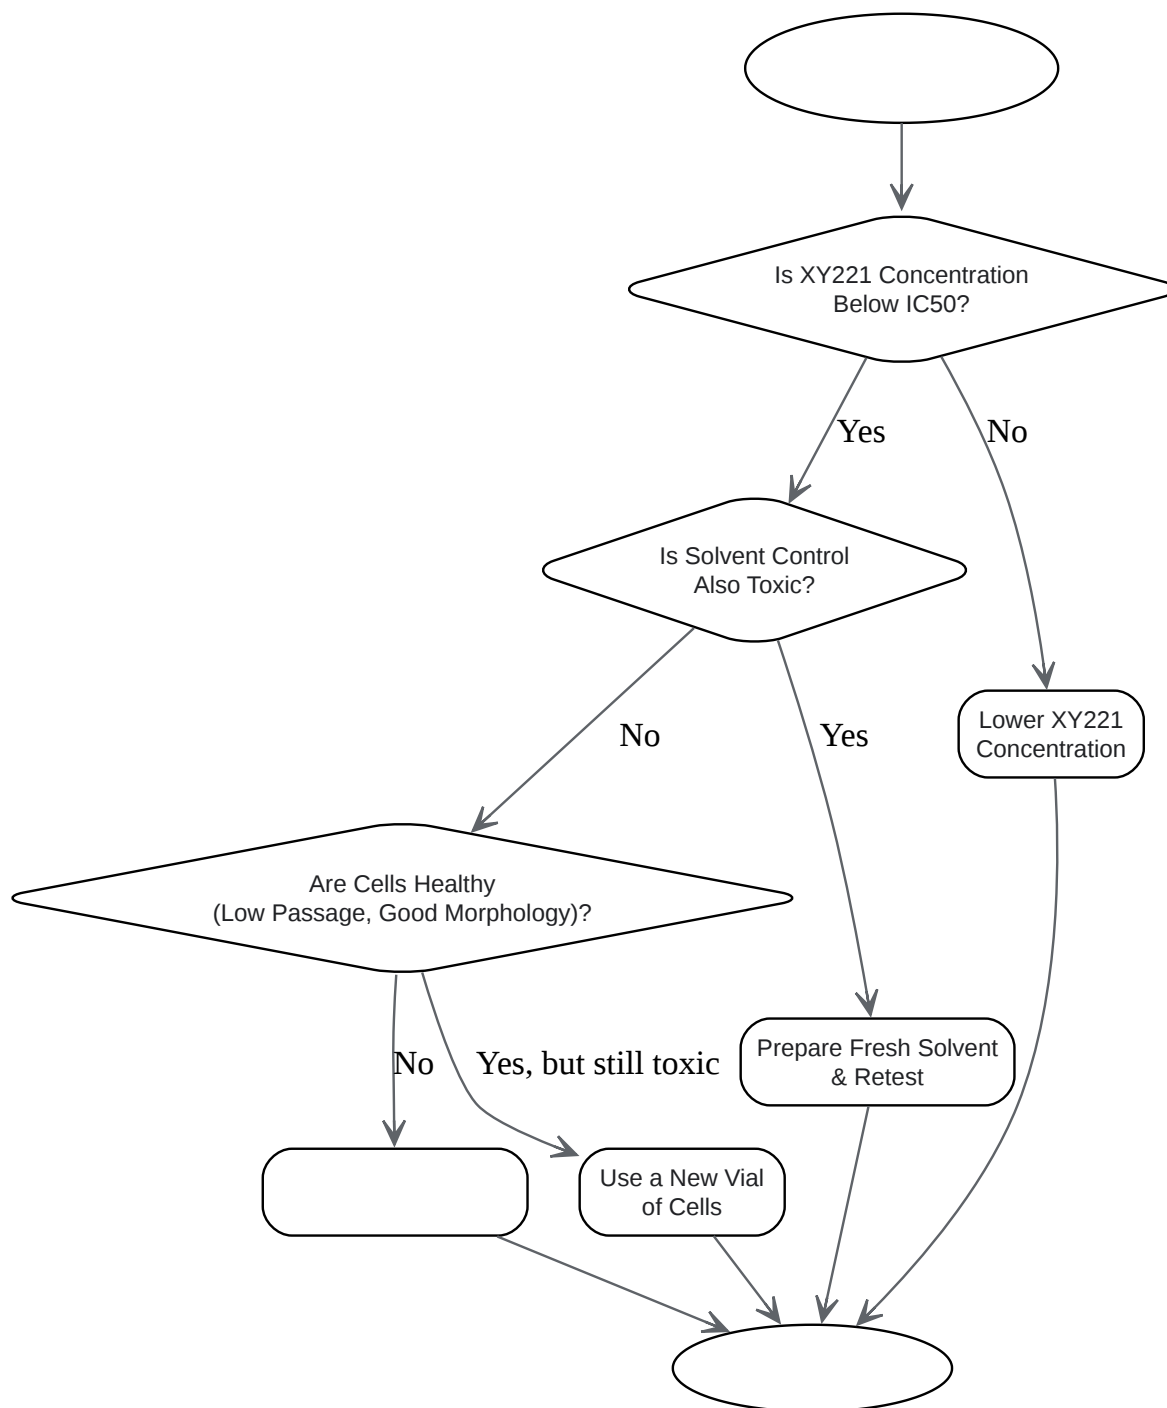 Is XY221 Concentration
Below IC50?
Yes
No
Is Solvent Control
Also Toxic?
No
Yes
Lower XY221
Concentration
Are Cells Healthy
(Low Passage, Good Morphology)?
No
Yes, but still toxic
Prepare Fresh Solvent
& Retest
Use a New Vial
of Cells